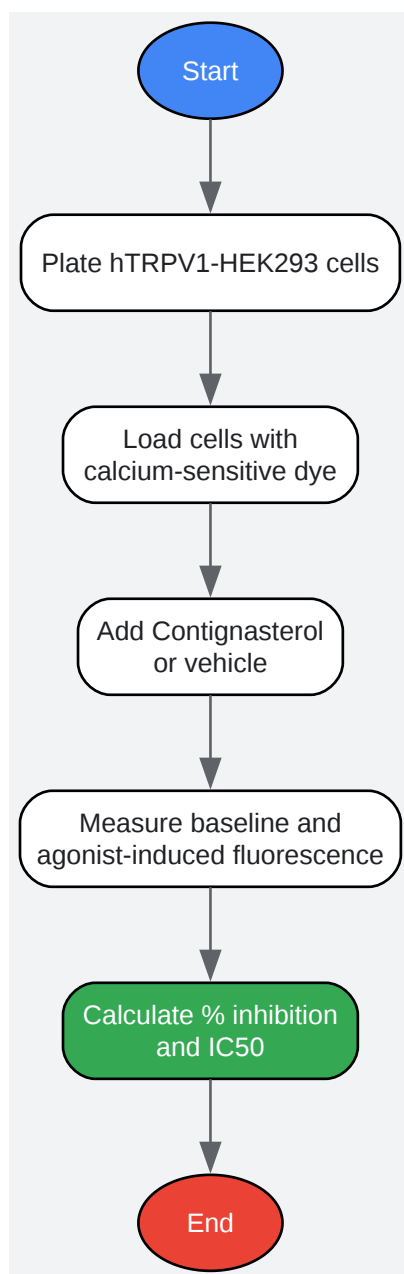 Start
Plate hTRPV1-HEK293 cells
Load cells with
calcium-sensitive dye
Add Contignasterol
or vehicle
Measure baseline and
agonist-induced fluorescence
Calculate % inhibition
and IC50
End